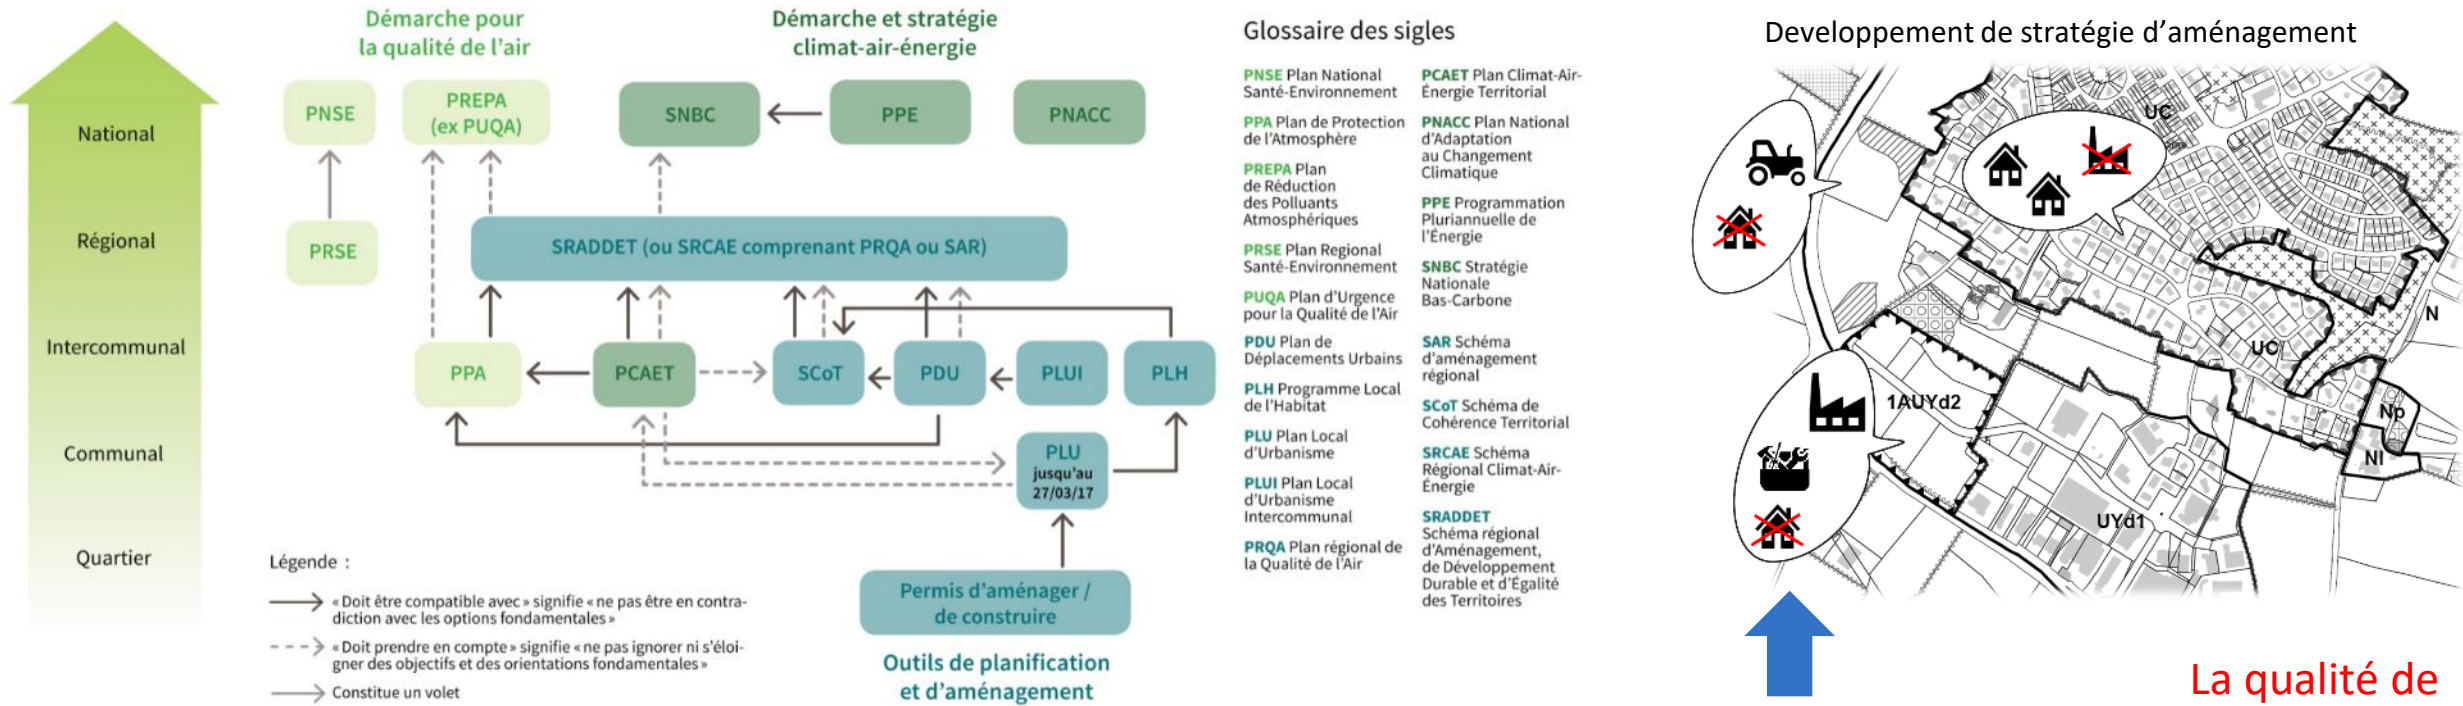 Démarche pour
la qualité de l'air
Démarche et stratégie
climat-air-énergie
National
Régional
Intercommunal
Communal
Quartier
PNSE
PREPA
(ex PUQA)
SNBC
PPE
PNACC
PRSE
SRADDET (ou SRCAE comprenant PRQA ou SAR)
PPA
PCAET
SCoT
PDU
PLUI
PLH
PLU
jusqu'au
27/03/17
Permis d'aménager /
de construire
Outils de planification
et d'aménagement
Légende :
« Doit être compatible avec » signifie « ne pas être en contra-
diction avec les options fondamentales »
« Doit prendre en compte » signifie « ne pas ignorer ni s'éloi-
gner des objectifs et des orientations fondamentales »
Constitue un volet
Glossaire des sigles
PNSE Plan National
Santé-Environnement
PPA Plan de Protection
de l'Atmosphère
PREPA Plan
de Réduction
des Polluants
Atmosphériques
PRSE Plan Regional
Santé-Environnement
PUQA Plan d'Urgence
pour la Qualité de l'Air
PDU Plan de
Déplacements Urbains
PLH Programme Local
de l'Habitat
PLU Plan Local
d'Urbanisme
PLUI Plan Local
d'Urbanisme
Intercommunal
PRQA Plan régional de
la Qualité de l'Air
PCAET Plan Climat-Air-
Énergie Territorial
PNACC Plan National
d'Adaptation
au Changement
Climatique
PPE Programmation
Pluriannuelle de
l'Énergie
SNBC Stratégie
Nationale
Bas-Carbone
SAR Schéma
d'aménagement
régional
SCoT Schéma de
Cohérence Territorial
SRCAE Schéma
Régional Climat-Air-
Énergie
SRADDET
Schéma régional
d'Aménagement,
de Développement
Durable et d'Égalité
des Territoires
Developpement de stratégie d'aménagement
UC
N
UC
1AUYd2
Np
Nl
UYd1
La qualité de